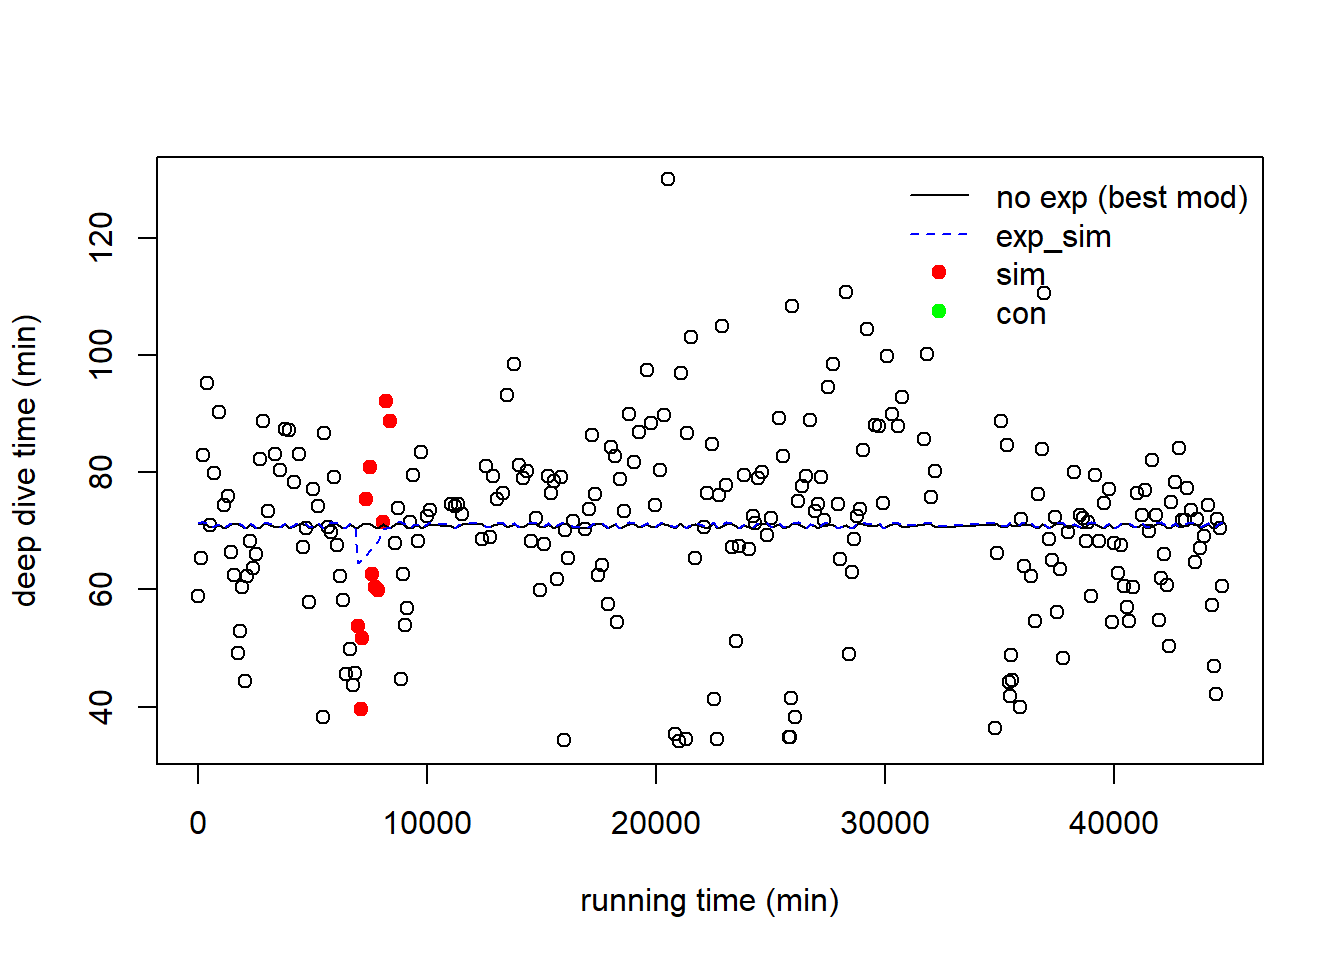 no exp (best mod)
exp_sim
sim
con
deep dive time (min)
120
100
80
60
40
0
10000
20000
30000
40000
running time (min)